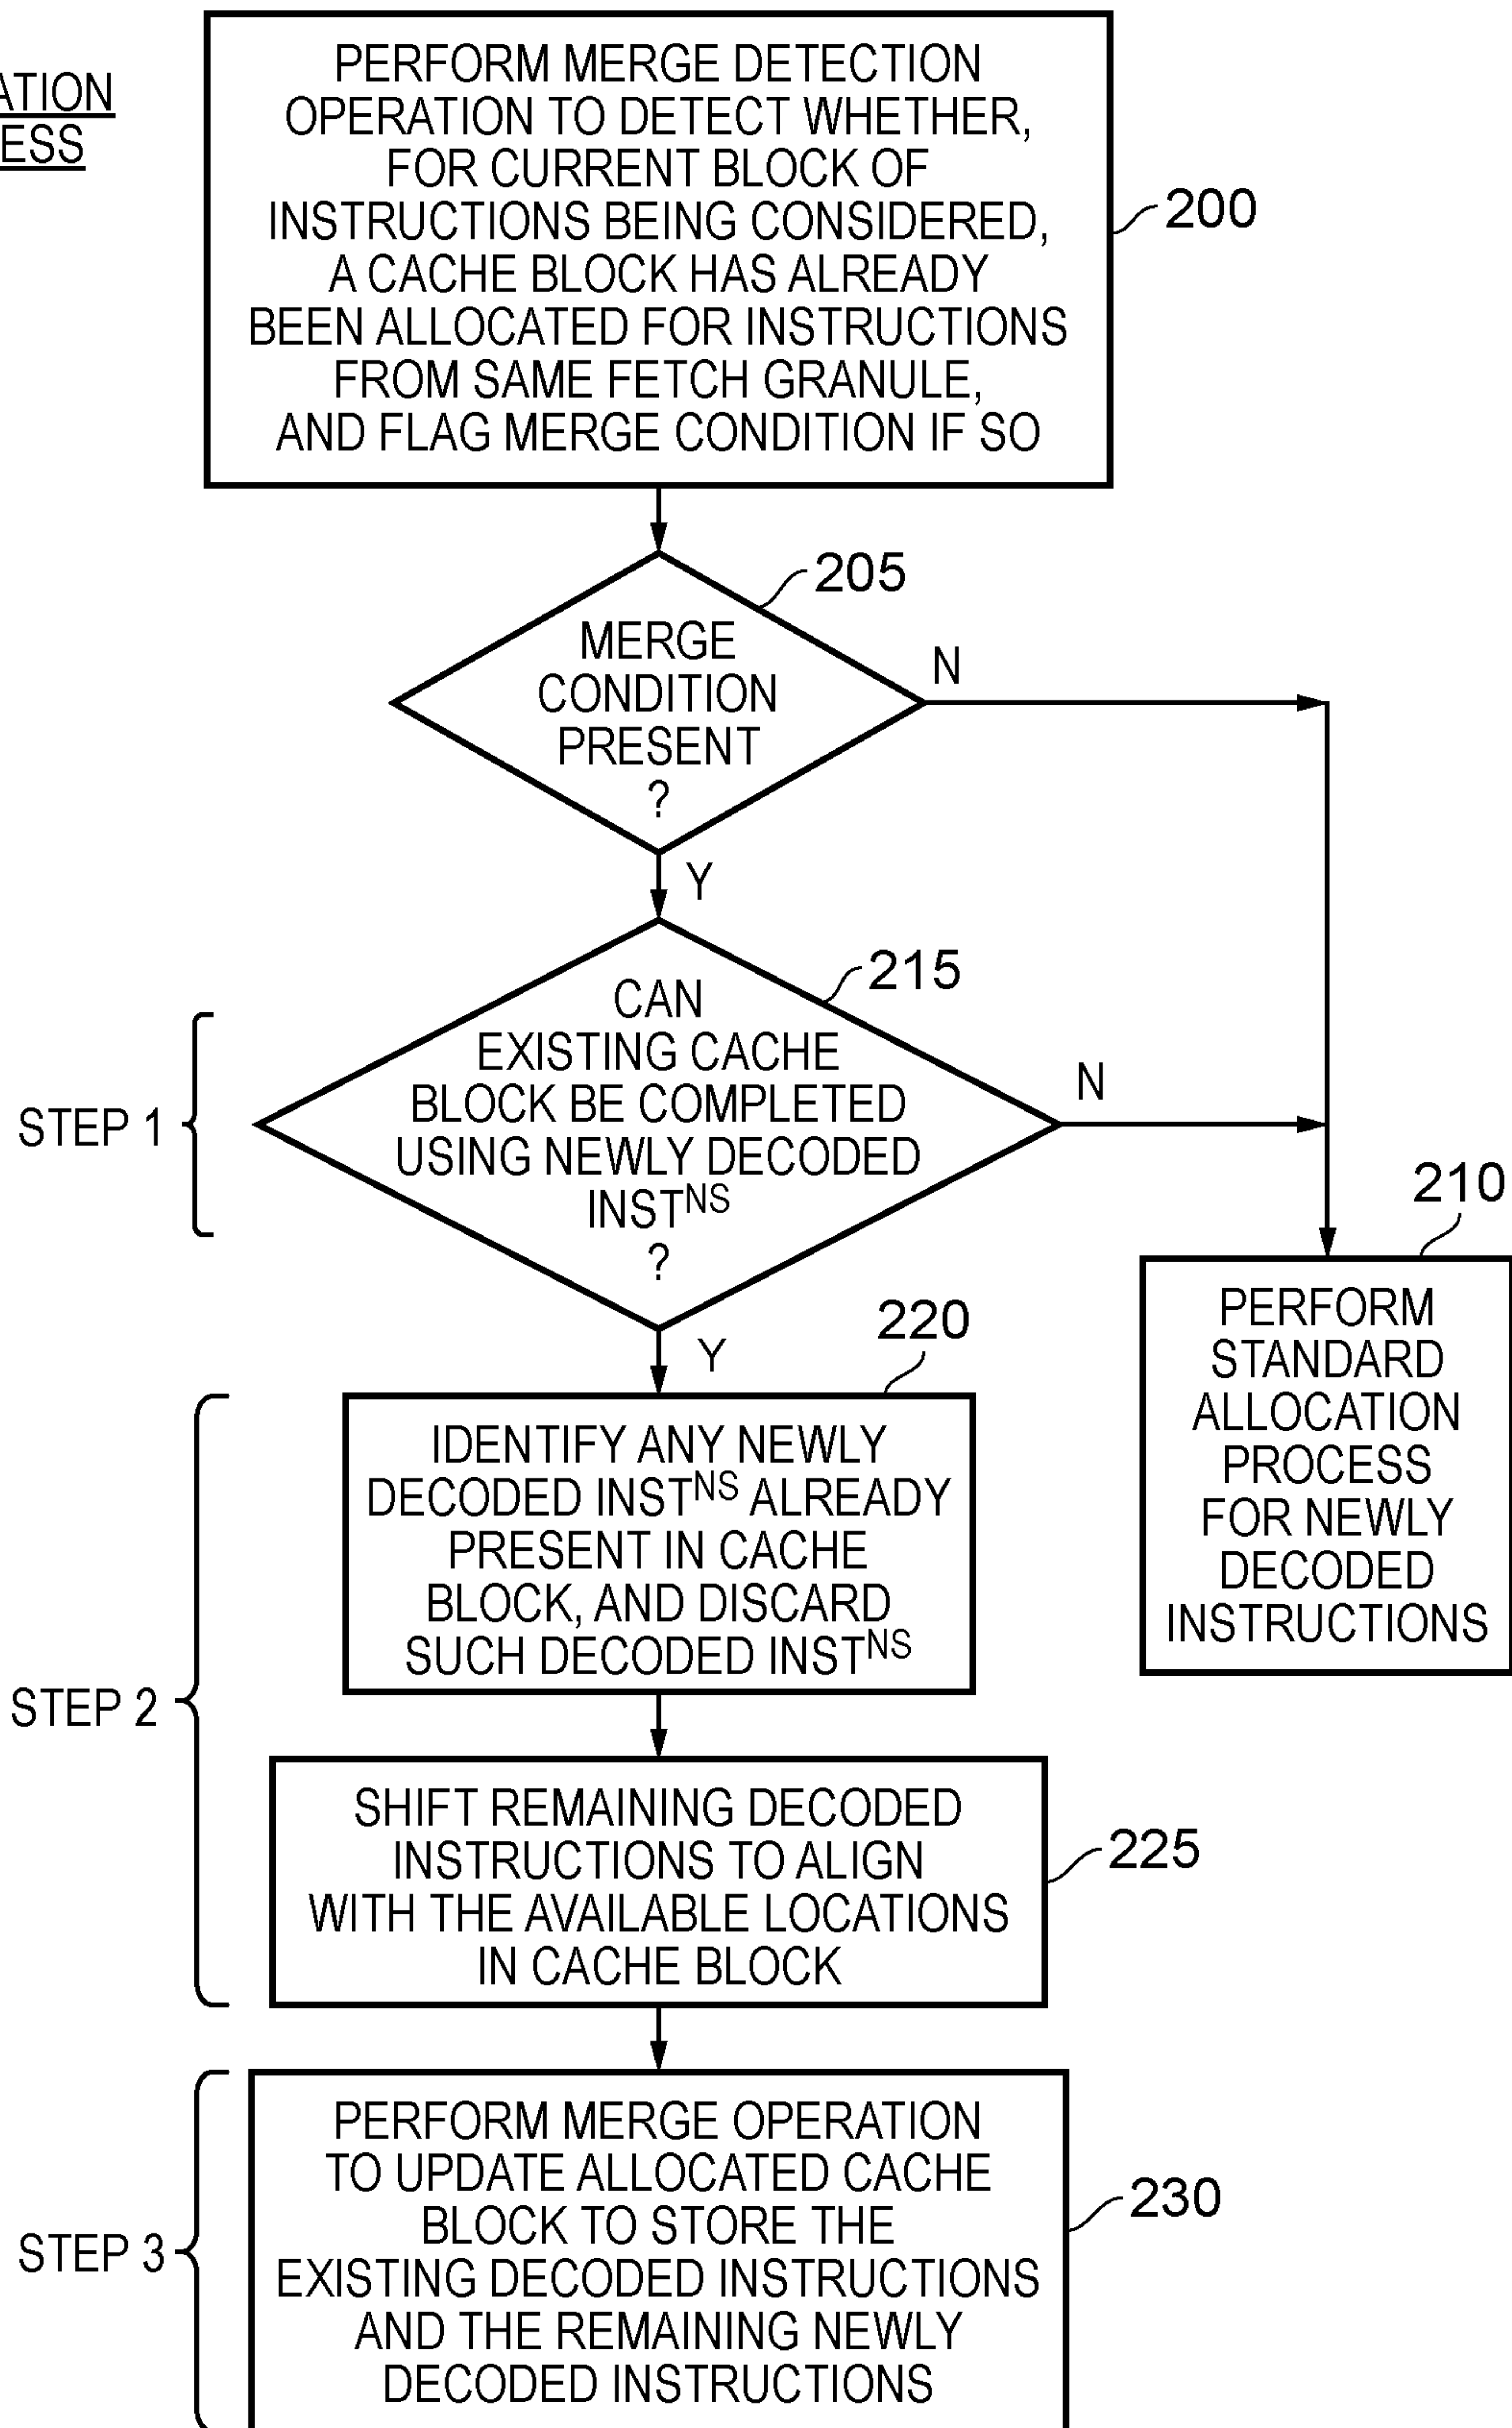 PERFORM MERGE DETECTION
OPERATION TO DETECT WHETHER,
FOR CURRENT BLOCK OF
INSTRUCTIONS BEING CONSIDERED,
A CACHE BLOCK HAS ALREADY
BEEN ALLOCATED FOR INSTRUCTIONS
FROM SAME FETCH GRANULE,
AND FLAG MERGE CONDITION IF SO
200
205
MERGE
CONDITION
PRESENT
?
N
Y
215
CAN
EXISTING CACHE
BLOCK BE COMPLETED
USING NEWLY DECODED
INSTNS
?
N
STEP 1
Y
210
PERFORM
STANDARD
ALLOCATION
PROCESS
FOR NEWLY
DECODED
INSTRUCTIONS
220
IDENTIFY ANY NEWLY
DECODED INSTNS ALREADY
PRESENT IN CACHE
BLOCK, AND DISCARD
SUCH DECODED INSTNS
STEP 2
SHIFT REMAINING DECODED
INSTRUCTIONS TO ALIGN
WITH THE AVAILABLE LOCATIONS
IN CACHE BLOCK
225
STEP 3
PERFORM MERGE OPERATION
TO UPDATE ALLOCATED CACHE
BLOCK TO STORE THE
EXISTING DECODED INSTRUCTIONS
AND THE REMAINING NEWLY
DECODED INSTRUCTIONS
230